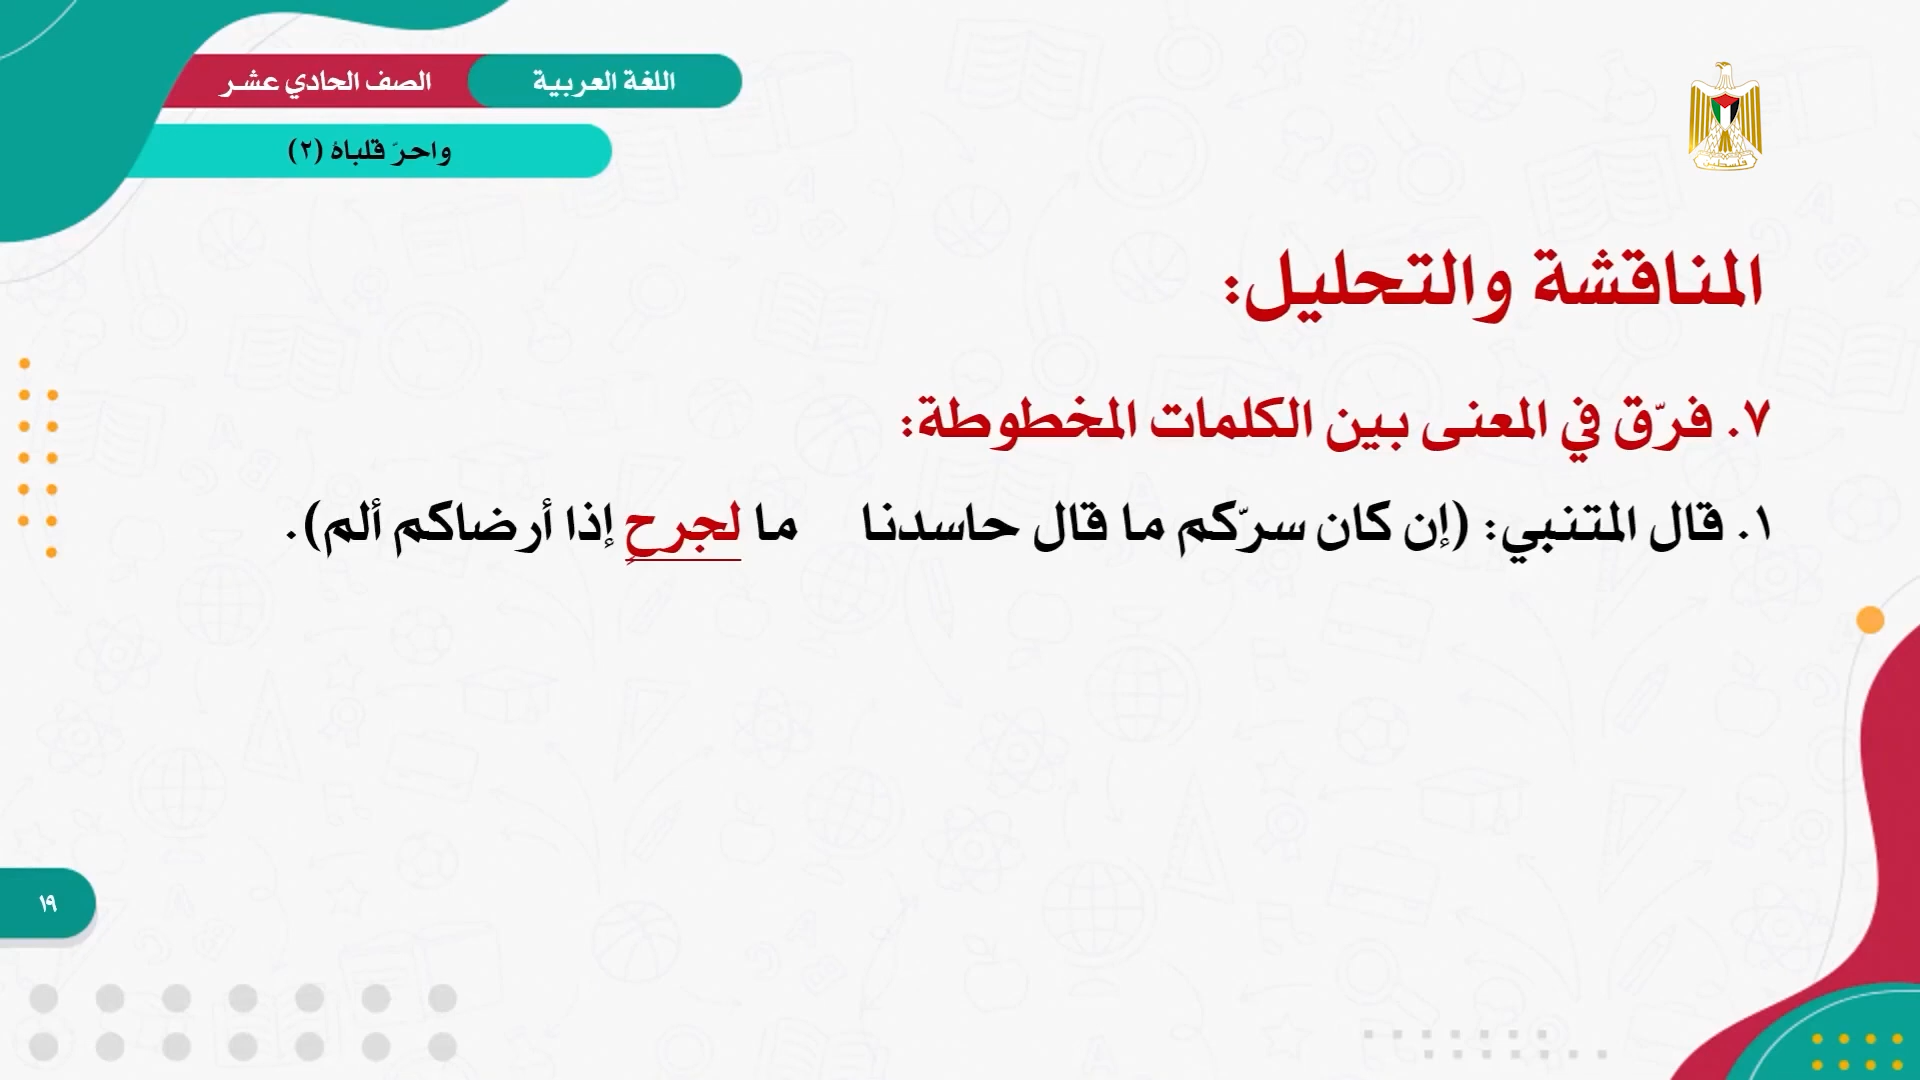 اللغة العربية
الصف الحادي عشر
واحرّ قلباهُ (٢)
فلسطين
المناقشة والتحليل:
٧. فرّق في المعنى بين الكلمات المخطوطة:
١. قال المتنبي: (إن كان سرّكم ما قال حاسدنا ما لجرحٍ إذا أرضاكم ألم).
١٩